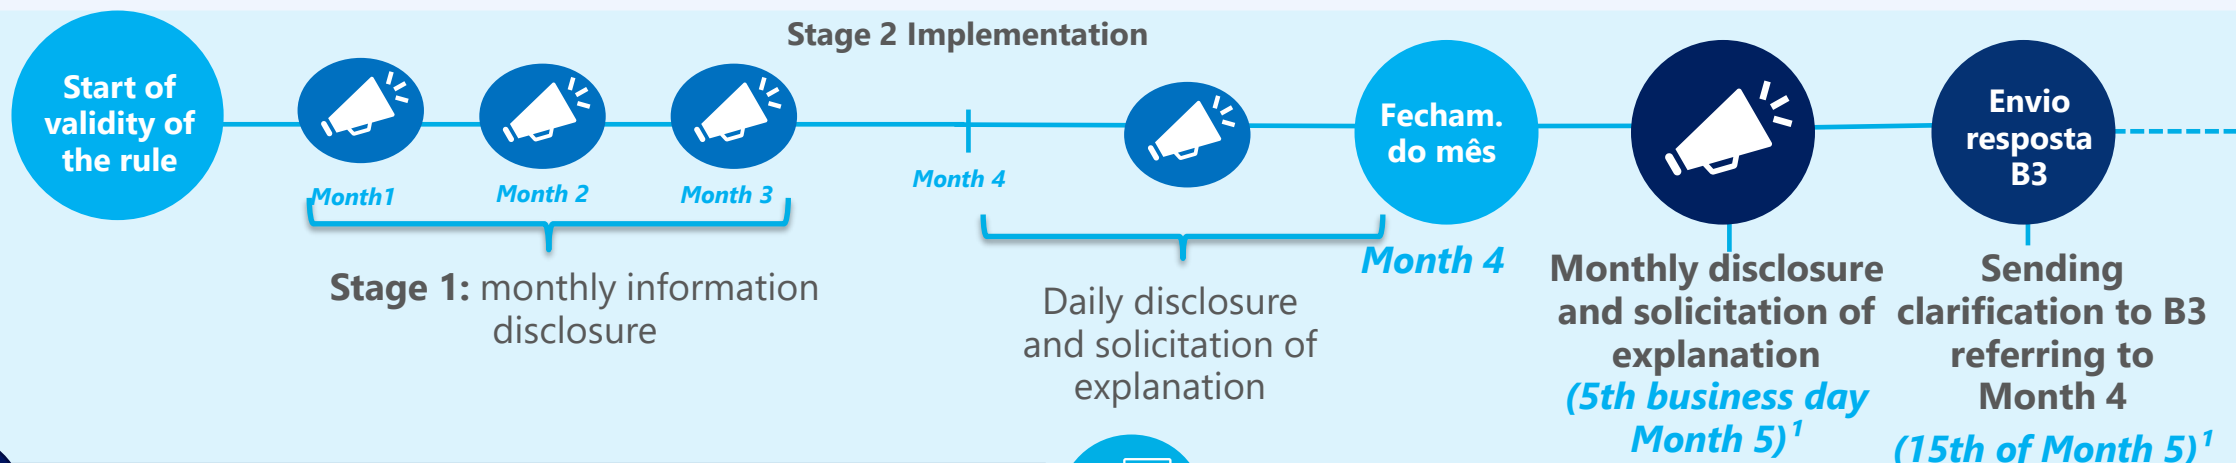 Stage 2 Implementation
Start of
validity of
the rule
Month1
Month 2
Month 3
Stage 1: monthly information
disclosure
Month 4
Daily disclosure
and solicitation of
explanation
Fecham.
do mês
Month 4
Monthly disclosure
and solicitation of
explanation
(5th business day
Month 5)¹
Envio
resposta
B3
Sending
clarification to B3
referring to
Month 4
(15th of Month 5)¹